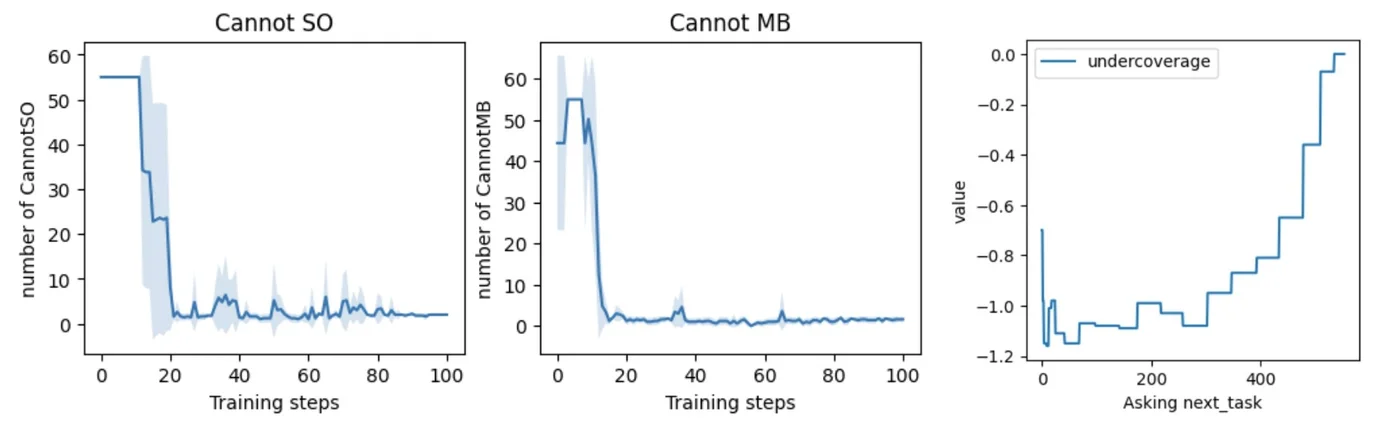 Cannot SO
number of CannotSO
60
50
40
30
20
10
0
0 20 40 60 80 100
Training steps
Cannot MB
number of CannotMB
60
50
40
30
20
10
0
0 20 40 60 80 100
Training steps
undercoverage
value
0.0
−0.2
−0.4
−0.6
−0.8
−1.0
−1.2
0 200 400
Asking next_task